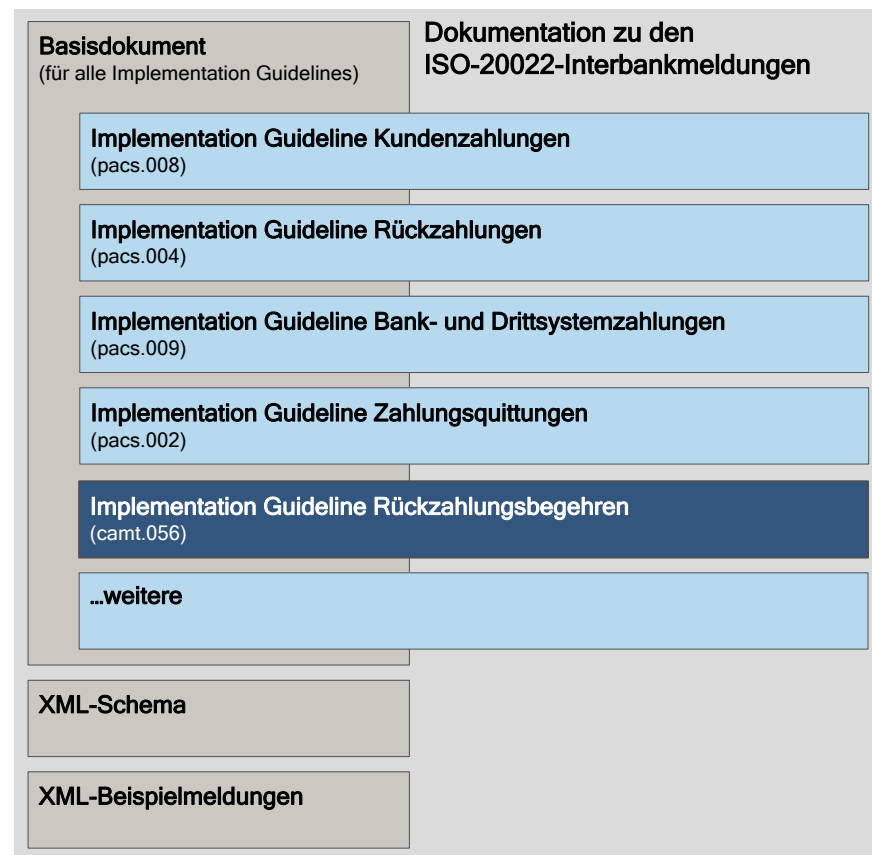 Basisdokument
(für alle Implementation Guidelines)
Dokumentation zu den
ISO-20022-Interbankmeldungen
Implementation Guideline Kundenzahlungen
(pacs.008)
Implementation Guideline Rückzahlungen
(pacs.004)
Implementation Guideline Bank- und Drittsystemzahlungen
(pacs.009)
Implementation Guideline Zahlungsquittungen
(pacs.002)
Implementation Guideline Rückzahlungsbegehren
(camt.056)
...weitere
XML-Schema
XML-Beispielmeldungen